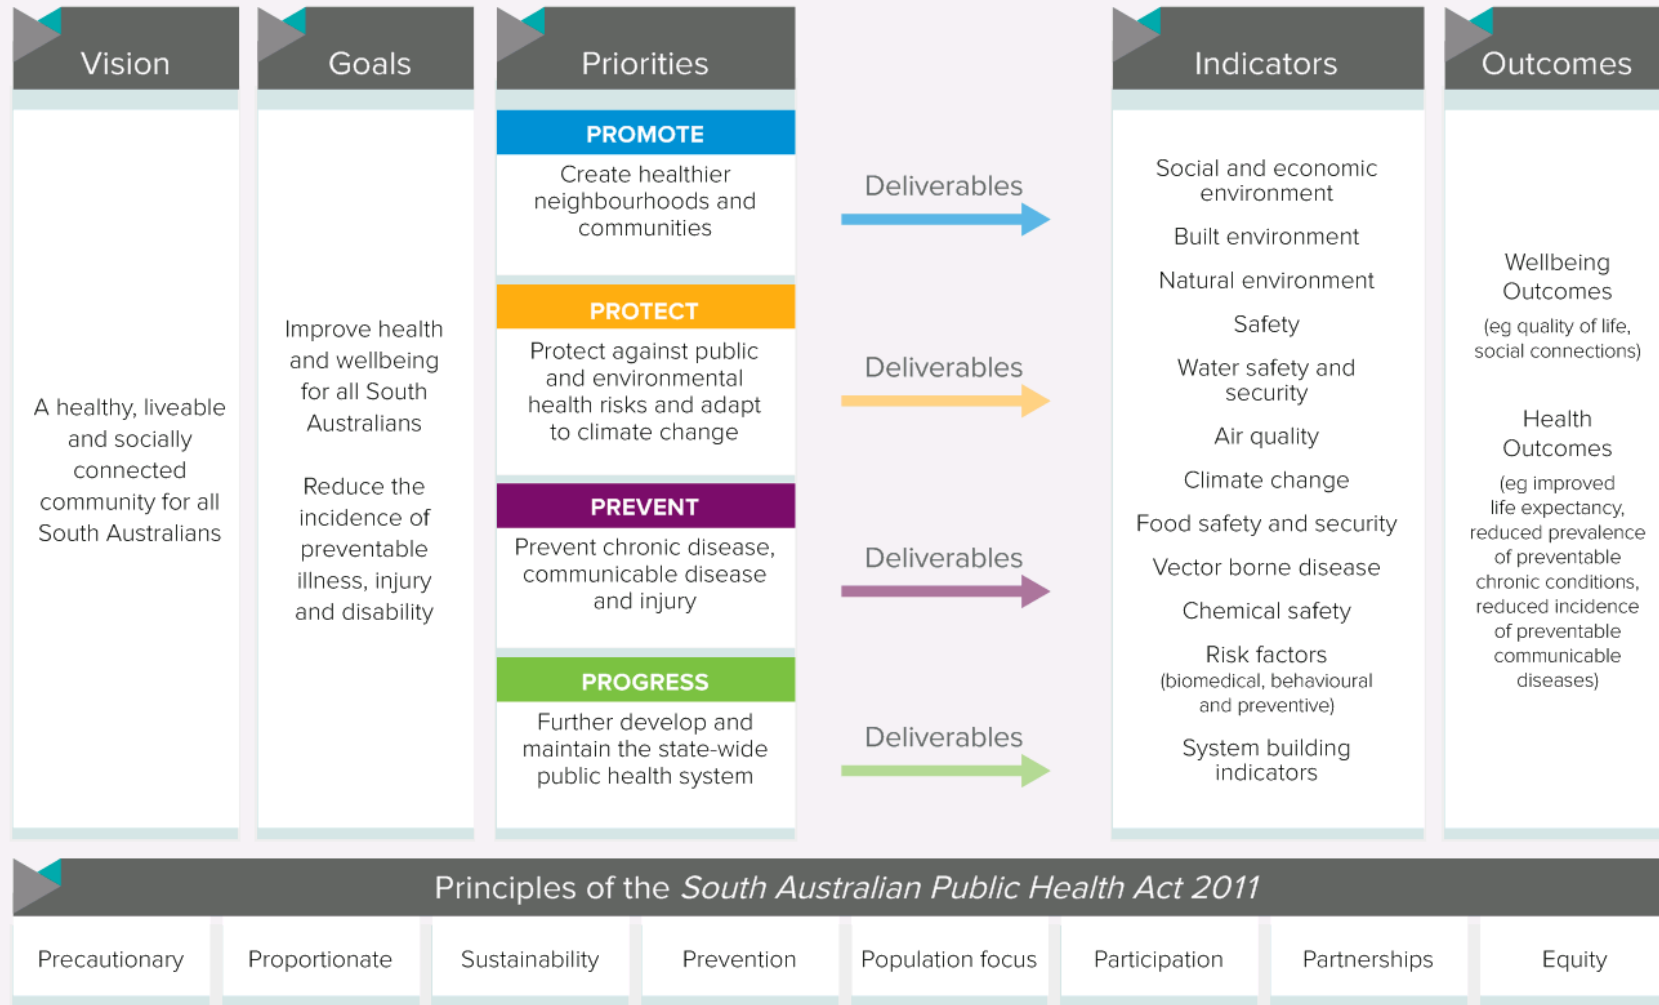 Vision
A healthy, liveable
and socially
connected
community for all
South Australians
Goals
Improve health
and wellbeing
for all South
Australians
Reduce the
incidence of
preventable
illness, injury
and disability
Priorities
PROMOTE
Create healthier
neighbourhoods and
communities
PROTECT
Protect against public
and environmental
health risks and adapt
to climate change
PREVENT
Prevent chronic disease,
communicable disease
and injury
PROGRESS
Further develop and
maintain the state-wide
public health system
Deliverables
Deliverables
Deliverables
Deliverables
Indicators
Social and economic
environment
Built environment
Natural environment
Safety
Water safety and
security
Air quality
Climate change
Food safety and security
Vector borne disease
Chemical safety
Risk factors
(biomedical, behavioural
and preventive)
System building
indicators
Outcomes
Wellbeing
Outcomes
(eg quality of life,
social connections)
Health
Outcomes
(eg improved
life expectancy,
reduced prevalence
of preventable
chronic conditions,
reduced incidence
of preventable
communicable
diseases)
Principles of the South Australian Public Health Act 2011
Precautionary
Proportionate
Sustainability
Prevention
Population focus
Participation
Partnerships
Equity